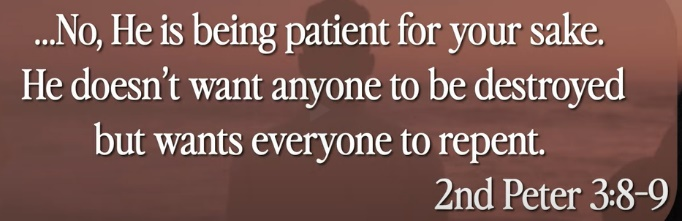 ...No, He is being patient for your sake.
He doesn't want anyone to be destroyed
but wants everyone to repent.
2nd Peter 3:8-9